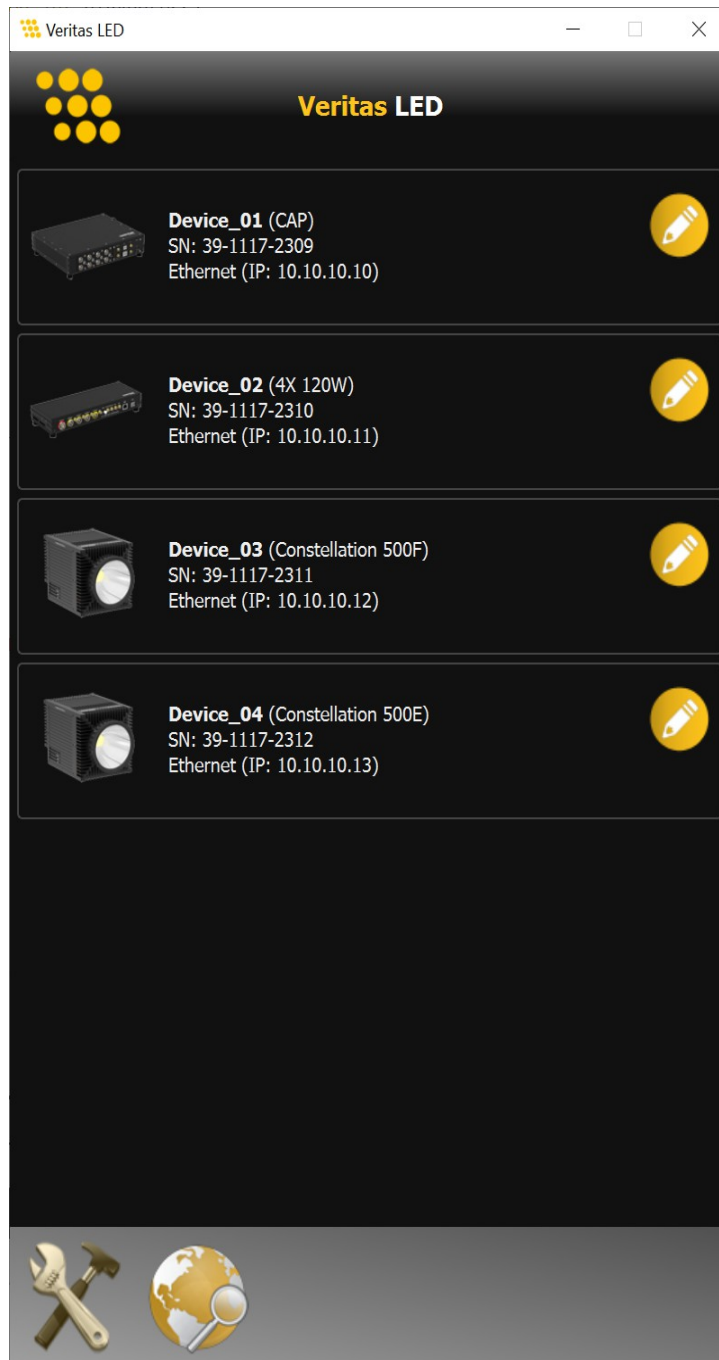 Veritas LED
Veritas LED
Device_01 (CAP)
SN: 39-1117-2309
Ethernet (IP: 10.10.10.10)
Device_02 (4X 120W)
SN: 39-1117-2310
Ethernet (IP: 10.10.10.11)
Device_03 (Constellation 500F)
SN: 39-1117-2311
Ethernet (IP: 10.10.10.12)
Device_04 (Constellation 500E)
SN: 39-1117-2312
Ethernet (IP: 10.10.10.13)